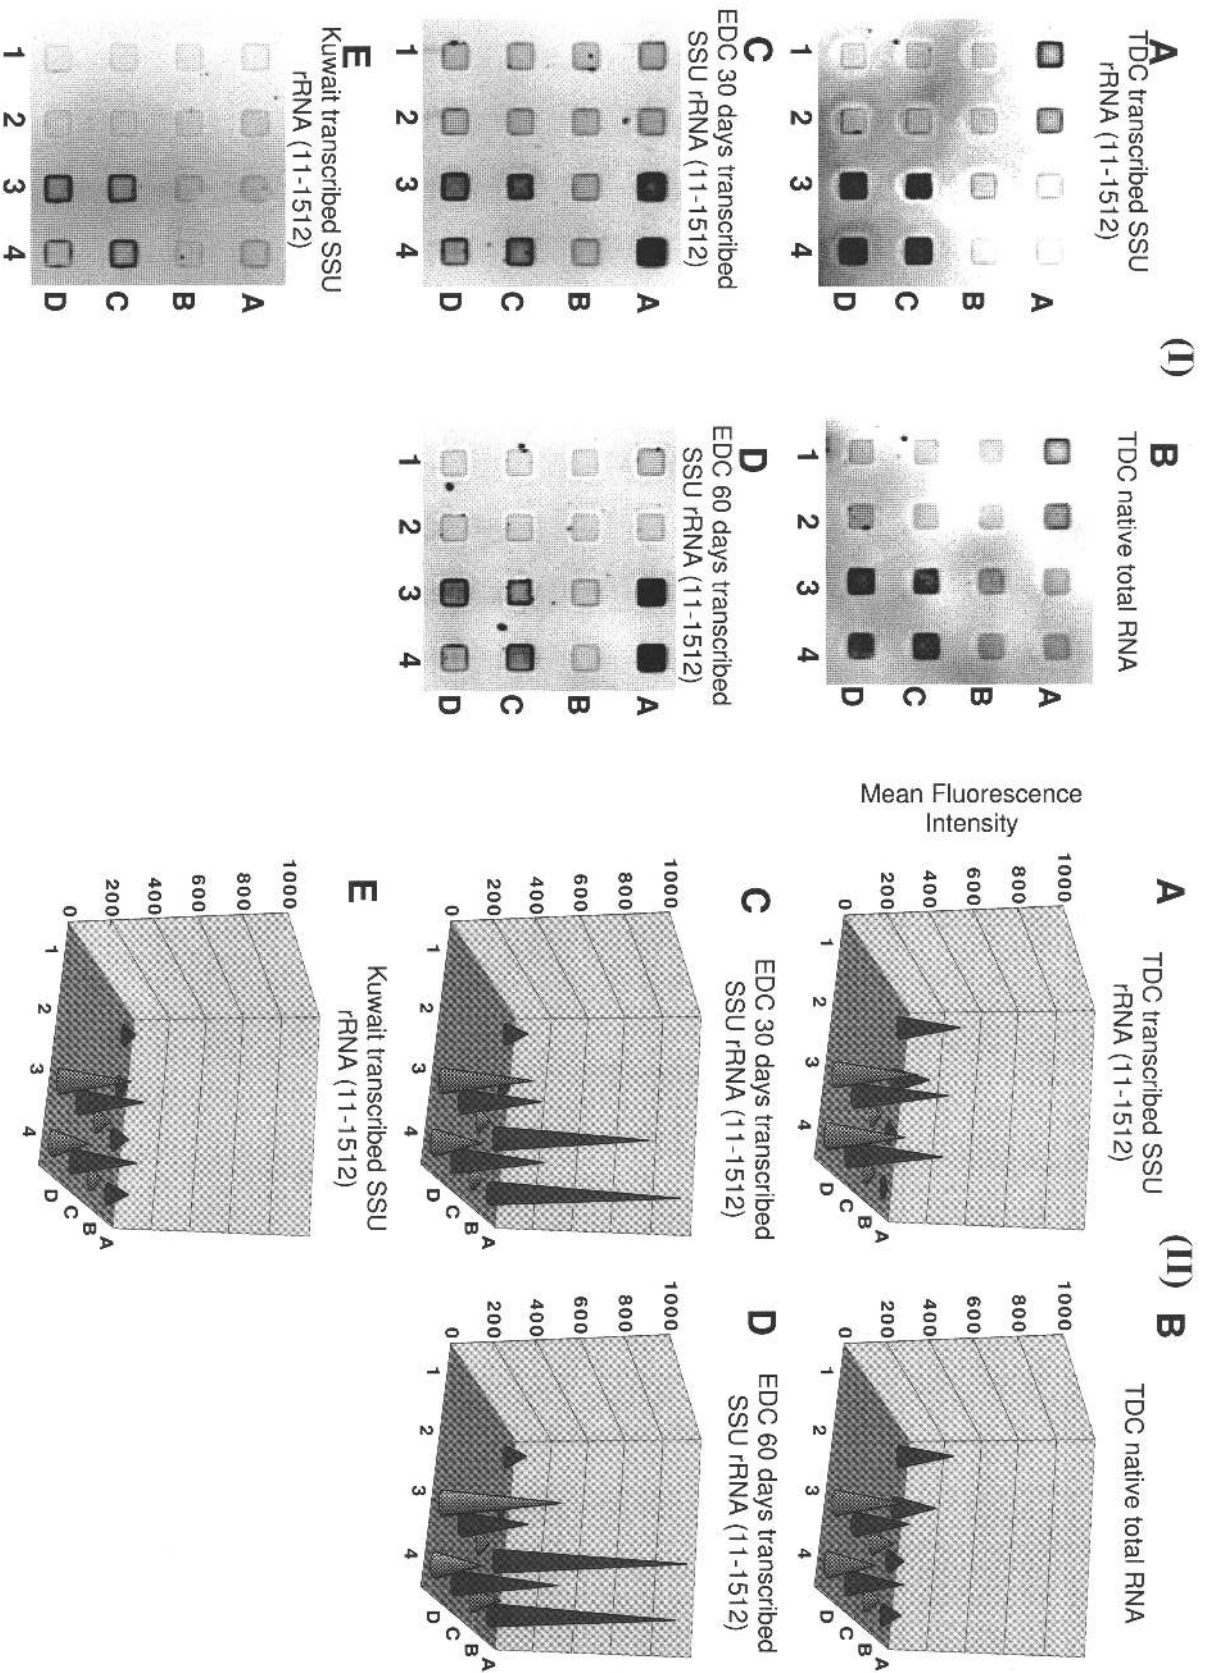 (I)
A
TDC transcribed SSU
rRNA (11-1512)
A
B
C
D
1 2 3 4
B
TDC native total RNA
A
B
C
D
1 2 3 4
C
EDC 30 days transcribed
SSU rRNA (11-1512)
A
B
C
D
1 2 3 4
D
EDC 60 days transcribed
SSU rRNA (11-1512)
A
B
C
D
1 2 3 4
E
Kuwait transcribed SSU
rRNA (11-1512)
A
B
C
D
1 2 3 4
(II)
Mean Fluorescence
Intensity
A
TDC transcribed SSU
rRNA (11-1512)
1000
800
600
400
200
0
1 2 3 4
D C B A
B
TDC native total RNA
1000
800
600
400
200
0
1 2 3 4
D C B A
C
EDC 30 days transcribed
SSU rRNA (11-1512)
1000
800
600
400
200
0
1 2 3 4
D C B A
D
EDC 60 days transcribed
SSU rRNA (11-1512)
1000
800
600
400
200
0
1 2 3 4
D C B A
E
Kuwait transcribed SSU
rRNA (11-1512)
1000
800
600
400
200
0
1 2 3 4
D C B A